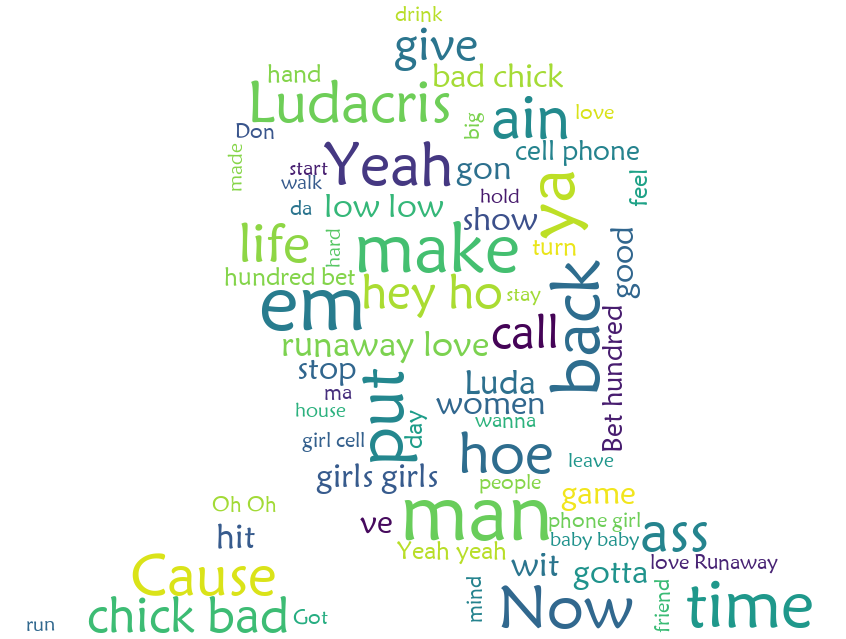 drink
give
hand
bad chick
Ludacris
big
ain
love
Don
made
start
Yeah
gon
cell phone
walk
ya
feel
hold
da
low low
show
life
hard
make
turn
good
hundred bet
em
hey ho
stay
back
call
Bet hundred
runaway love
stop
put
Luda
ma
women
house
day
wanna
girl cell
hoe
leave
girls girls
people
game
Oh Oh
ve
man
phone girl
hit
ass
baby baby
Yeah yeah
Cause
wit
gotta
love Runaway
mind
Now
friend
time
chick bad
Got
run